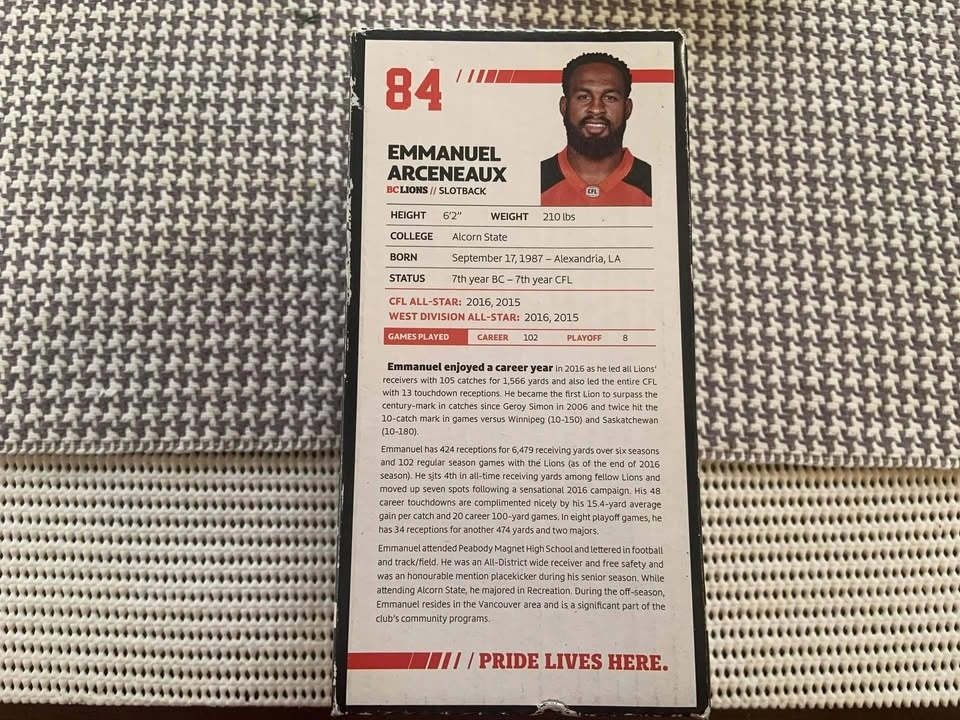 84
CFL
EMMANUEL
ARCENEAUX
BC LIONS // SLOTBACK
HEIGHT 6'2" WEIGHT 210 lbs
COLLEGE Alcorn State
BORN September 17, 1987 – Alexandria, LA
STATUS 7th year BC – 7th year CFL
CFL ALL-STAR: 2016, 2015
WEST DIVISION ALL-STAR: 2016, 2015
GAMES PLAYED CAREER 102 PLAYOFF 8
Emmanuel enjoyed a career year in 2016 as he led all Lions'
receivers with 105 catches for 1,566 yards and also led the entire CFL
with 13 touchdown receptions. He became the first Lion to surpass the
century-mark in catches since Geroy Simon in 2006 and twice hit the
10-catch mark in games versus Winnipeg (10-150) and Saskatchewan
(10-180).
Emmanuel has 424 receptions for 6,479 receiving yards over six seasons
and 102 regular season games with the Lions (as of the end of 2016
season). He sits 4th in all-time receiving yards among fellow Lions and
moved up seven spots following a sensational 2016 campaign. His 48
career touchdowns are complimented nicely by his 15.4-yard average
gain per catch and 20 career 100-yard games. In eight playoff games, he
has 34 receptions for another 474 yards and two majors.
Emmanuel attended Peabody Magnet High School and lettered in football
and track/field. He was an All-District wide receiver and free safety and
was an honourable mention placekicker during his senior season. While
attending Alcorn State, he majored in Recreation. During the off-season,
Emmanuel resides in the Vancouver area and is a significant part of the
club's community programs.
PRIDE LIVES HERE.